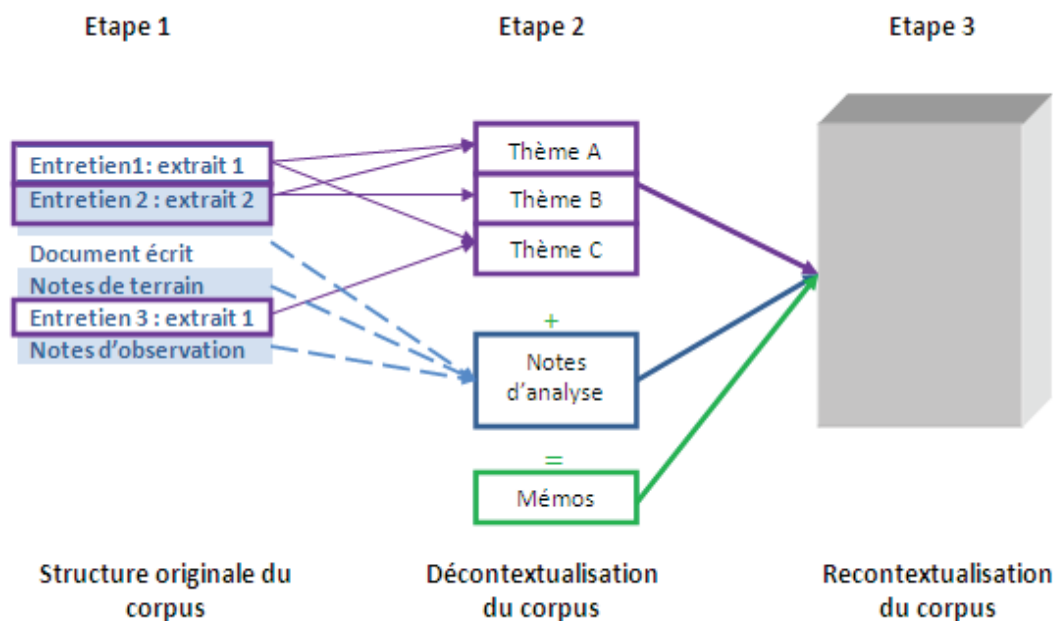 Etape 1
Etape 2
Etape 3
Entretien1: extrait 1
Entretien 2 : extrait 2
Document écrit
Notes de terrain
Entretien 3 : extrait 1
Notes d'observation
Thème A
Thème B
Thème C
+
Notes
d'analyse
=
Mémos
Structure originale du
corpus
Décontextualisation
du corpus
Recontextualisation
du corpus